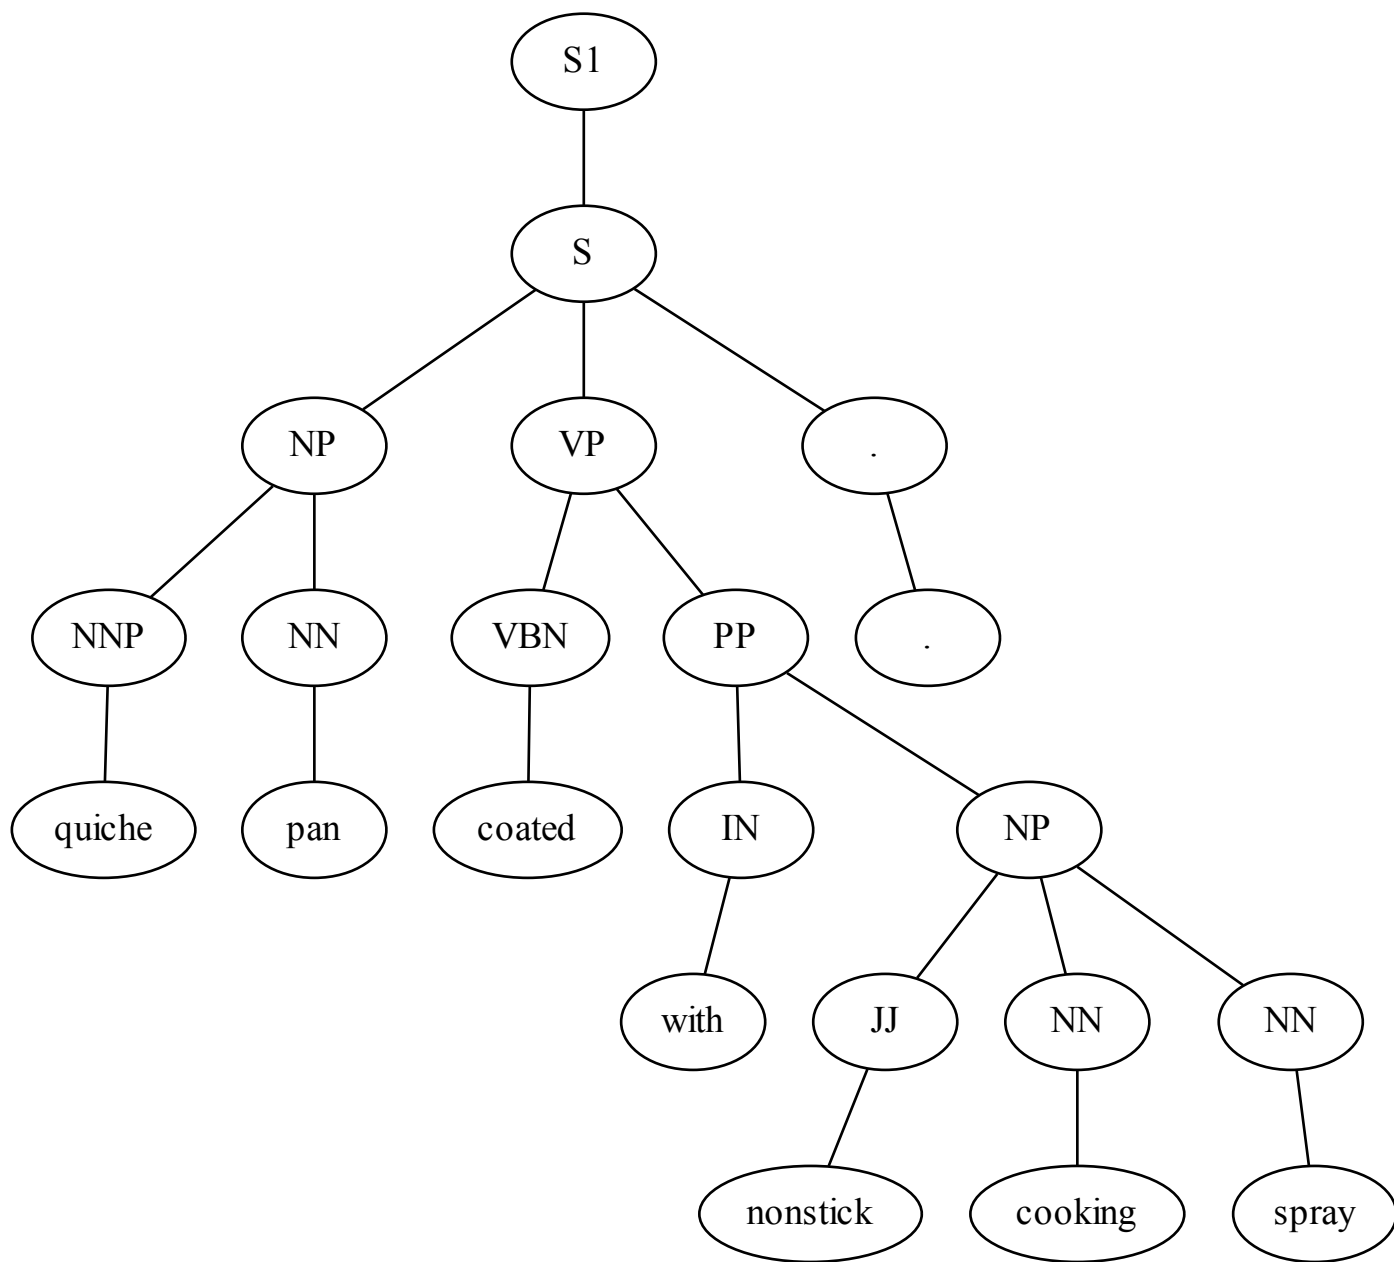 S1
S
NP VP .
NNP NN VBN PP .
quiche pan coated IN NP
with JJ NN NN
nonstick cooking spray